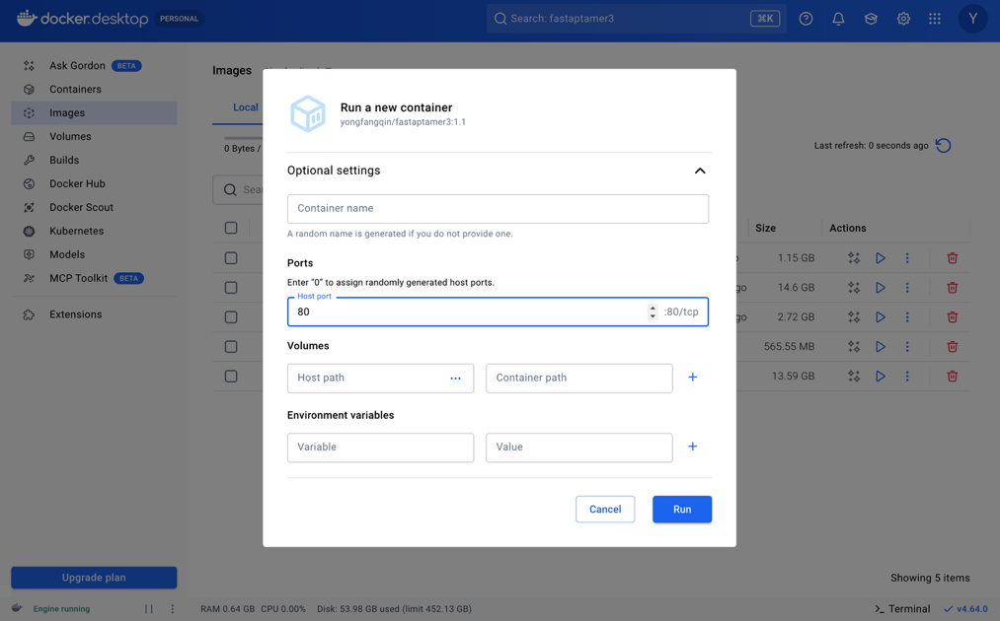 docker.desktop PERSONAL
Search: fastaptamer3 ⌘K
Y
Ask Gordon BETA
Containers
Images
Volumes
Builds
Docker Hub
Docker Scout
Kubernetes
Models
MCP Toolkit BETA
Extensions
Upgrade plan
Images
Local
0 Bytes /
Last refresh: 0 seconds ago
Sea
Size Actions
1.15 GB
go 14.6 GB
2.72 GB
565.55 MB
13.59 GB
Showing 5 items
Run a new container
yongfangqin/fastaptamer3:1.1
Optional settings
Container name
A random name is generated if you do not provide one.
Ports
Enter “0” to assign randomly generated host ports.
Host port
80 :80/tcp
Volumes
Host path ... Container path +
Environment variables
Variable Value +
Cancel Run
Engine running
RAM 0.64 GB CPU 0.00% Disk: 53.98 GB used (limit 452.13 GB)
>_ Terminal
v4.64.0